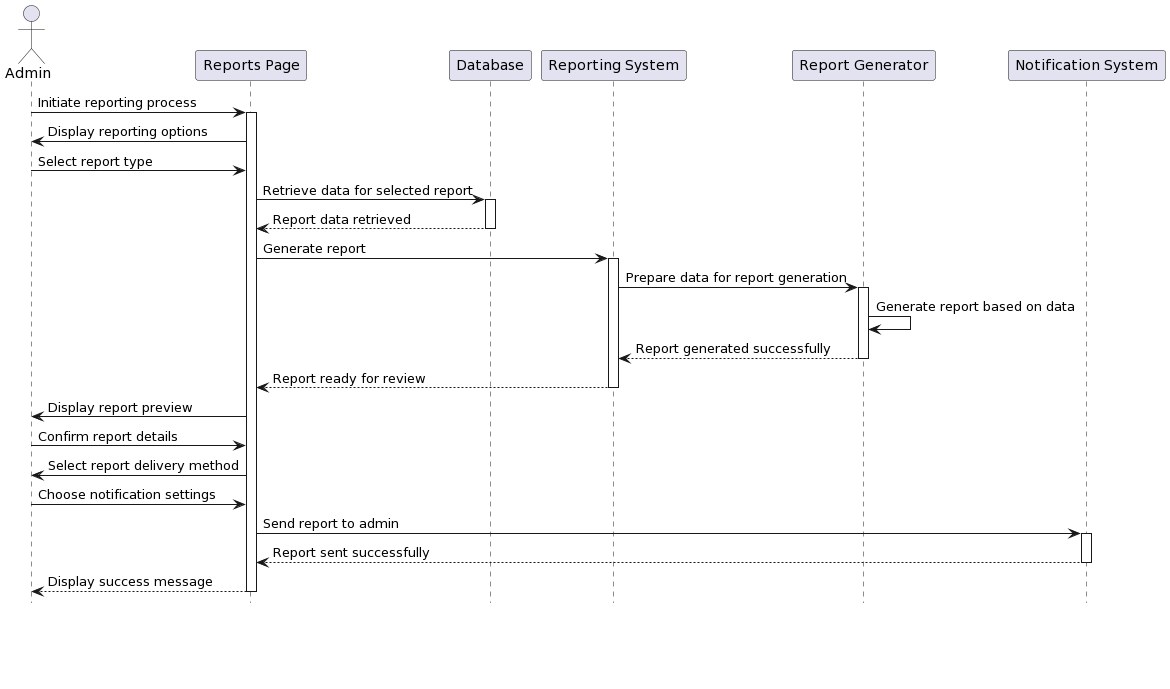 Admin
Reports Page
Database
Reporting System
Report Generator
Notification System
Initiate reporting process
Display reporting options
Select report type
Retrieve data for selected report
Report data retrieved
Generate report
Prepare data for report generation
Generate report based on data
Report generated successfully
Report ready for review
Display report preview
Confirm report details
Select report delivery method
Choose notification settings
Send report to admin
Report sent successfully
Display success message